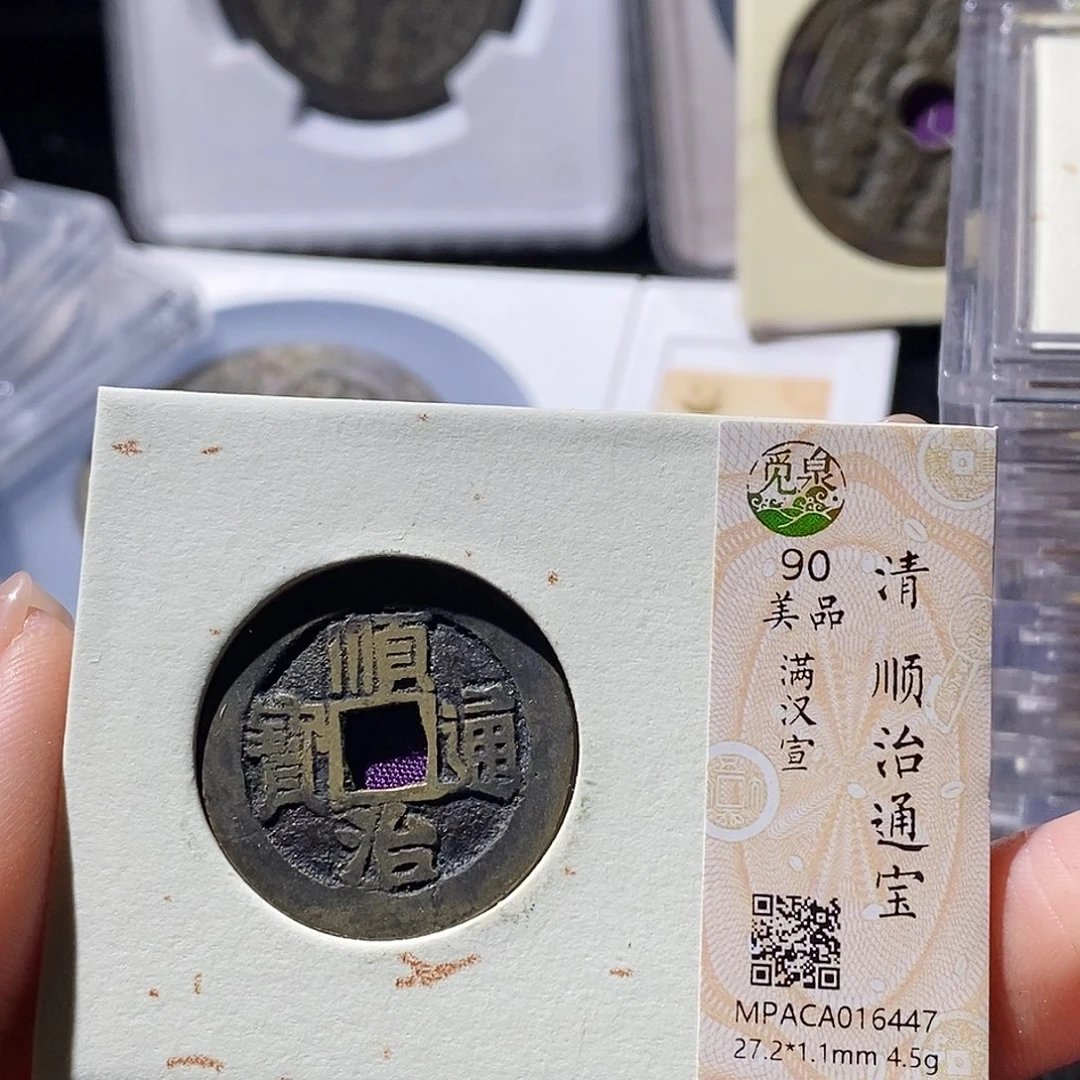 觅泉
90
美品
满汉宣
清 顺治通宝
MPACA016447
27.2*1.1mm 4.5g
順治通寶